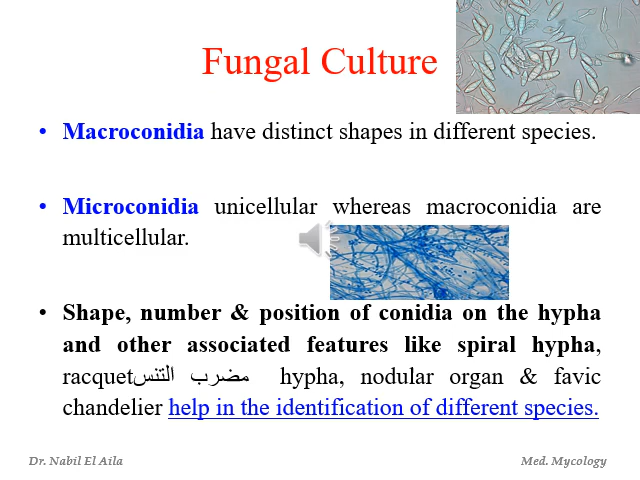 Fungal Culture
• Macroconidia have distinct shapes in different species.
• Microconidia unicellular whereas macroconidia are
multicellular.
• Shape, number & position of conidia on the hypha
and other associated features like spiral hypha,
racquet مضرب التنس hypha, nodular organ & favic
chandelier help in the identification of different species.
Dr. Nabil El Aila
Med. Mycology